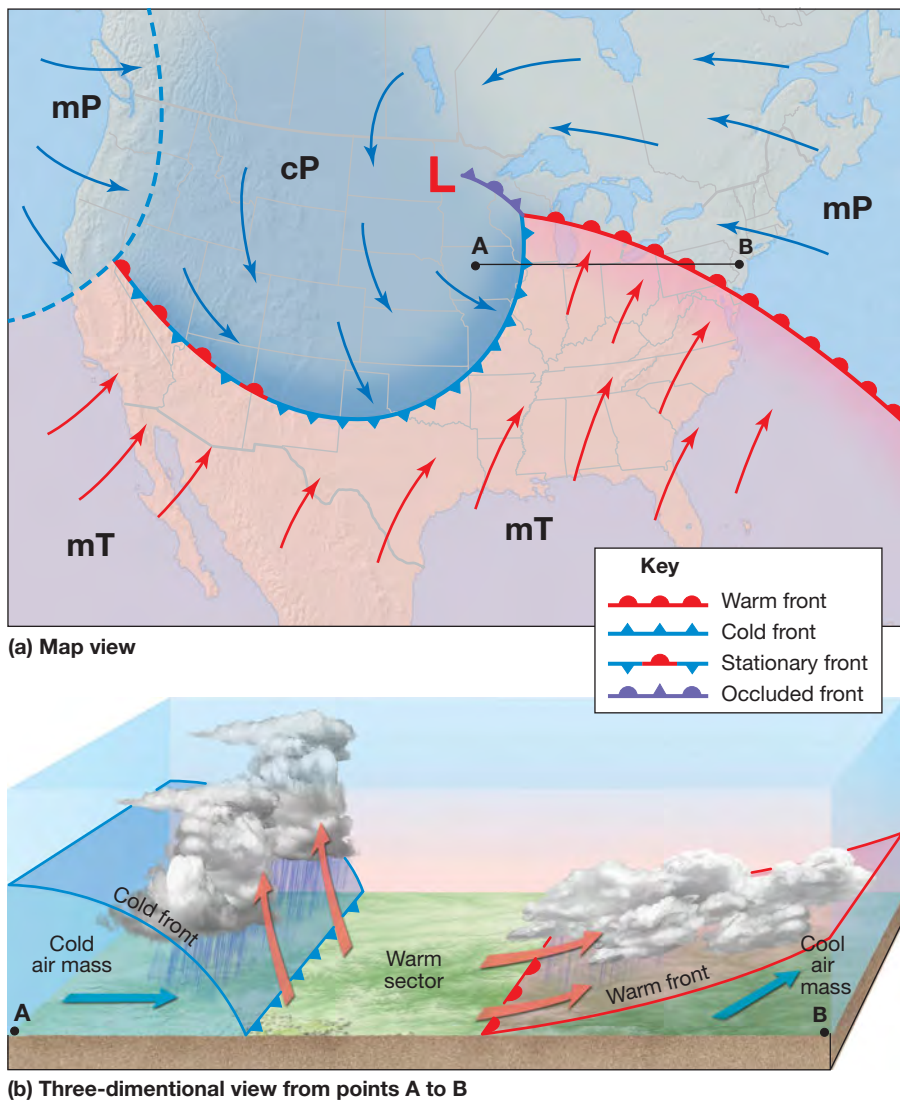 mP
cP
L
mP
A
B
mT
mT
Key
Warm front
Cold front
Stationary front
Occluded front
(a) Map view
Cold front
Cold
air mass
Warm
sector
Warm front
Cool
air
mass
A
B
(b) Three-dimentional view from points A to B